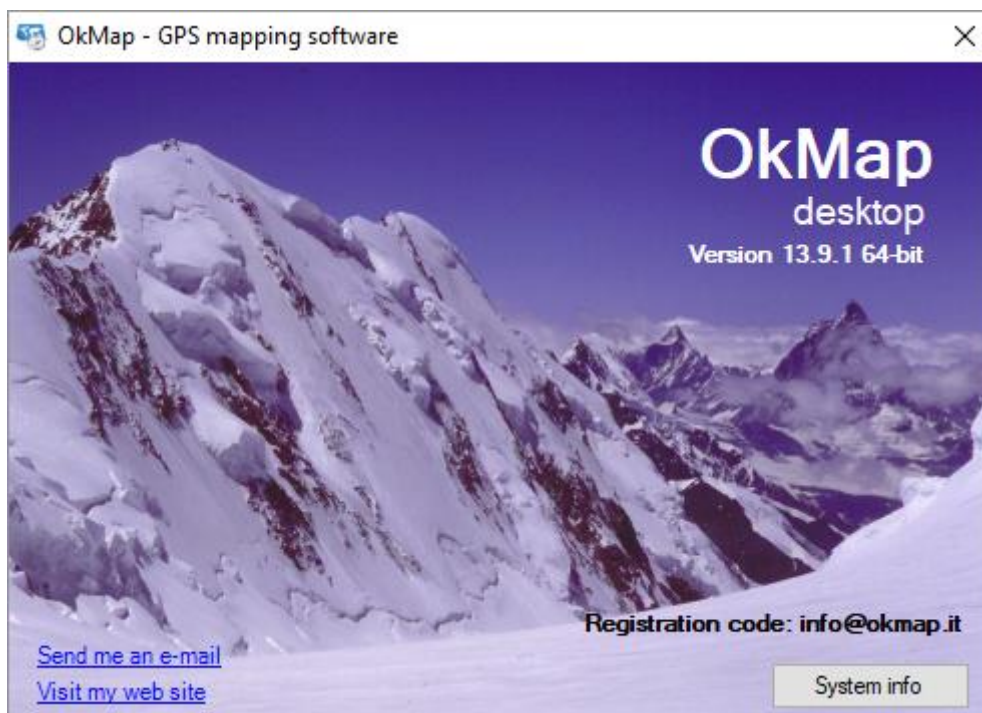 OkMap - GPS mapping software
OkMap
desktop
Version 13.9.1 64-bit
Registration code: info@okmap.it
Send me an e-mail
Visit my web site
System info